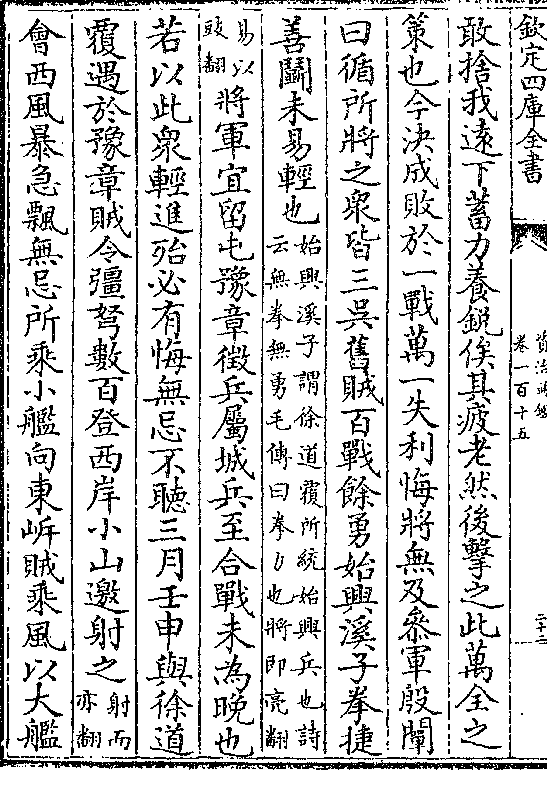 欽定四庫全書
資治通鑑
卷一百十五
敢捨我遠下蓄力養銳俟其疲老然後擊之此萬全之
策也今決成敗於一戰萬一失利悔將無及參軍殷闡
曰循所將之衆皆三吳舊賊百戰餘勇始興溪子拳捷
善鬭未易輕也始興溪子謂徐道覆所統始興兵也詩云無拳無勇毛傳曰拳力也將即亮翻
易以豉翻將軍宜留屯豫章徵兵屬城兵至合戰未為晚也
若以此衆輕進殆必有悔無忌不聽三月壬申與徐道
覆遇於豫章賊令彊弩數百登西岸小山邀射之射而亦翻
會西風暴急飄無忌所乘小艦向東岍賊乘風以大艦